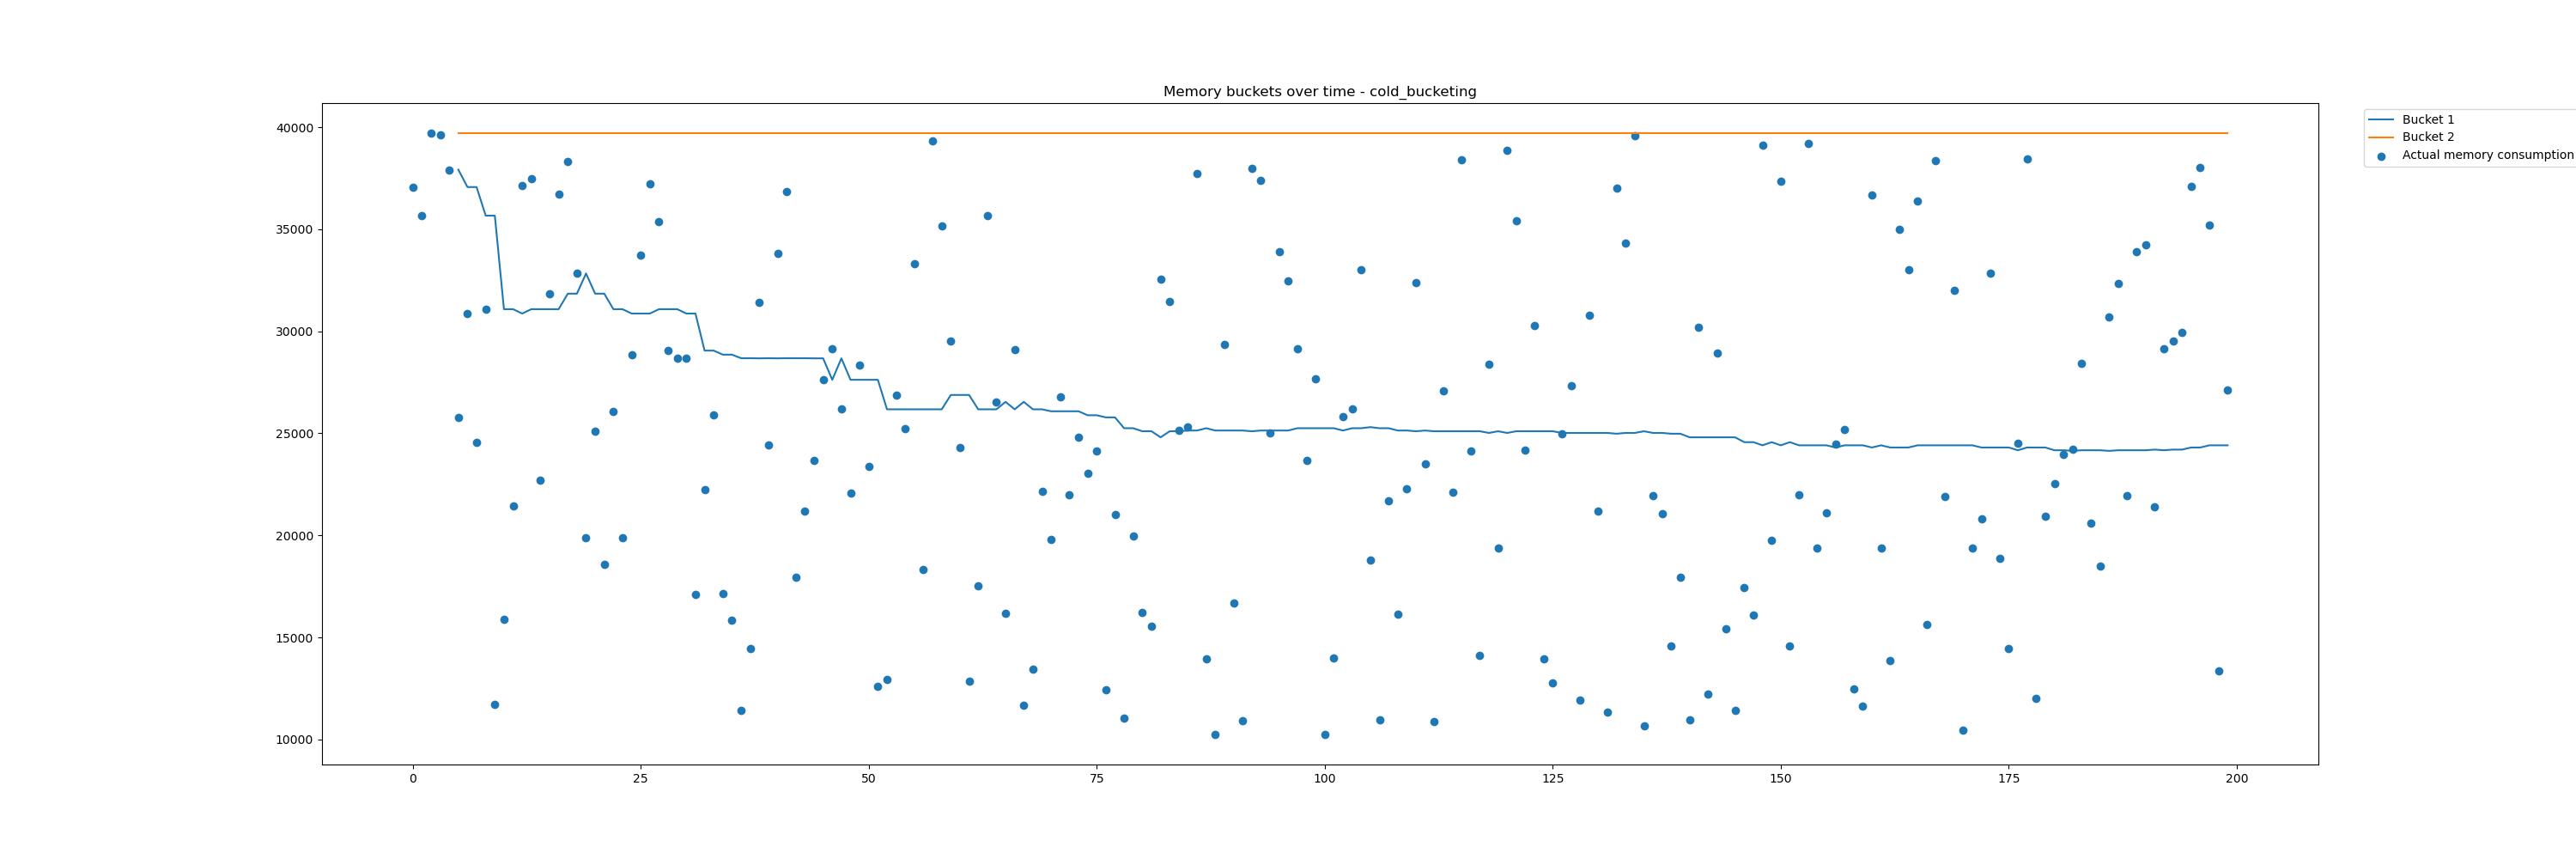 Memory buckets over time - cold_bucketing
40000
35000
30000
25000
20000
15000
10000
0 25 50 75 100 125 150 175 200
Bucket 1
Bucket 2
Actual memory consumption